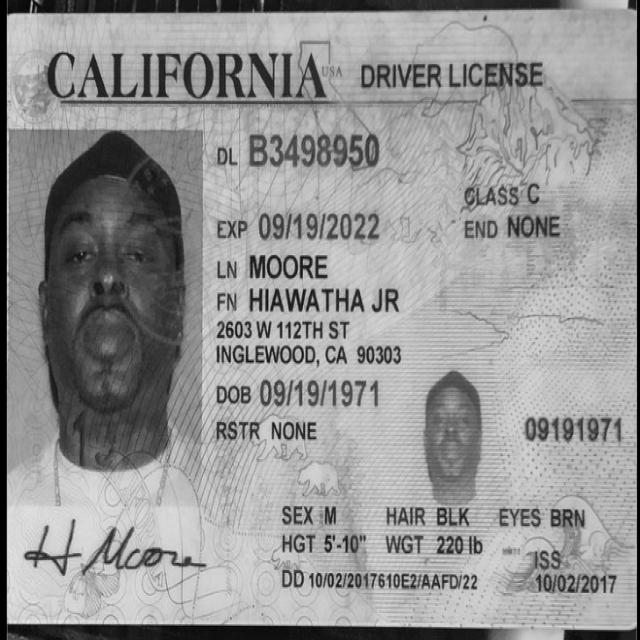 CALIFORNIA USA DRIVER LICENSE
DL B3498950
CLASS C
EXP 09/19/2022
END NONE
LN MOORE
FN HIAWATHA JR
2603 W 112TH ST
INGLEWOOD, CA 90303
DOB 09/19/1971
RSTR NONE
09191971
SEX M HAIR BLK EYES BRN
HGT 5'-10" WGT 220 lb
ISS
DD 10/02/2017610E2/AAFD/22 10/02/2017
H Moore